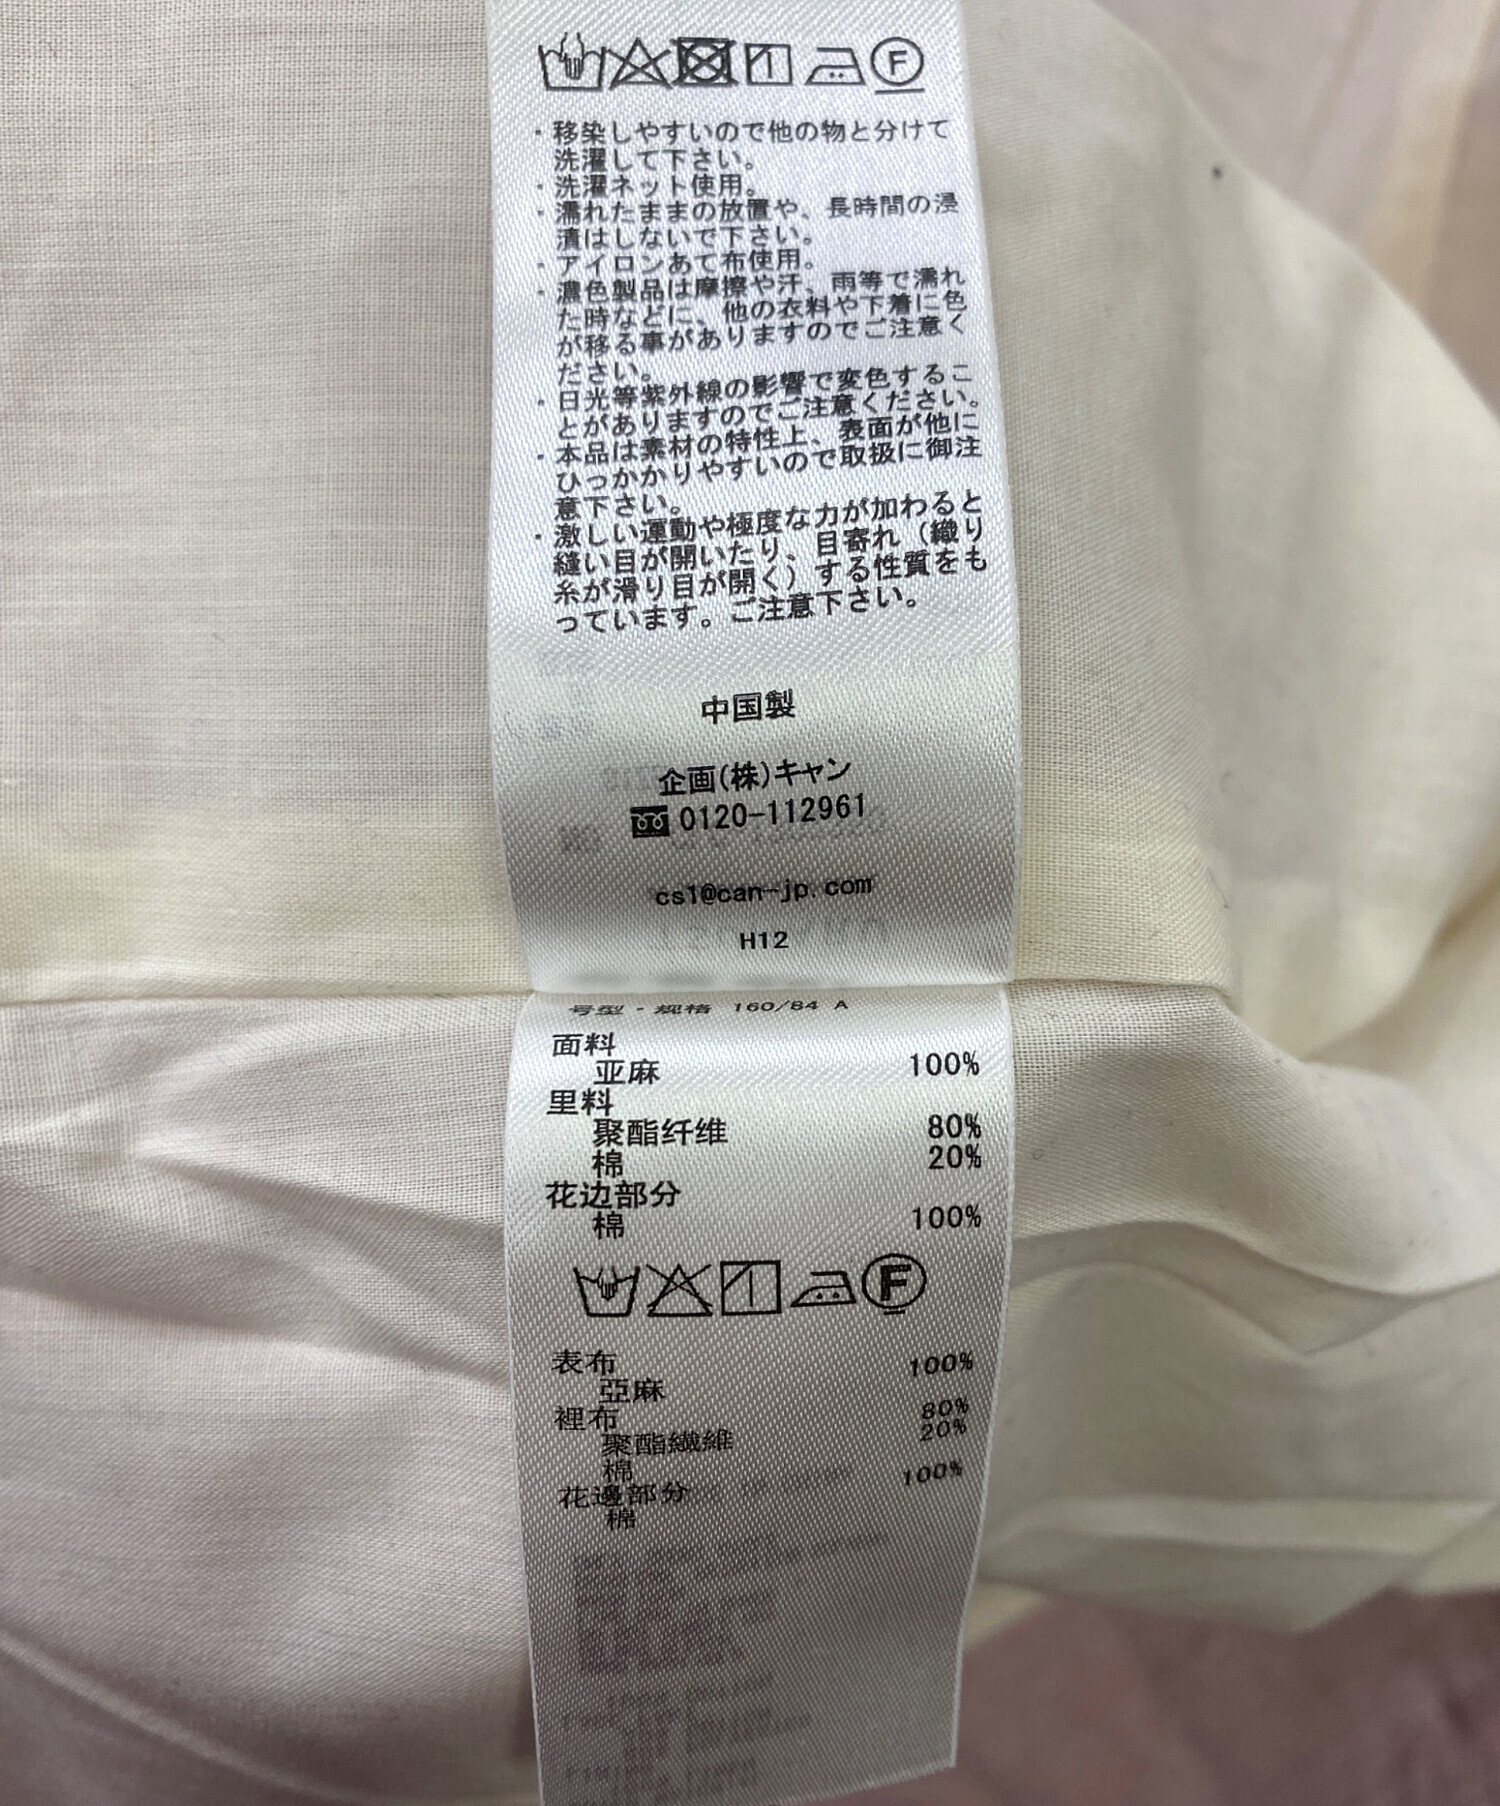 F
・移染しやすいので他の物と分けて
洗濯して下さい。
・洗濯ネット使用。
・濡れたままの放置や、長時間の浸
漬はしないで下さい。
・アイロンあて布使用。
・濃色製品は摩擦や汗、雨等で濡れ
た時などに、他の衣料や下着に色
が移る事がありますのでご注意く
ださい。
・日光等紫外線の影響で変色するこ
とがありますのでご注意ください。
・本品は素材の特性上、表面が他に
ひっかかりやすいので取扱に御注
意下さい。
・激しい運動や極度な力が加わると
縫い目が開いたり、目寄れ（織り
糸が滑り目が開く）する性質をも
っています。ご注意下さい。
中国製
企画(株)キャン
0120-112961
cs1@can-jp.com
H12
号型・规格 160/84 A
面料
亚麻 100%
里料
聚酯纤维 80%
棉 20%
花边部分
棉 100%
F
表布
亞麻 100%
裡布
聚酯纖維 80%
棉 20%
花邊部分
棉 100%